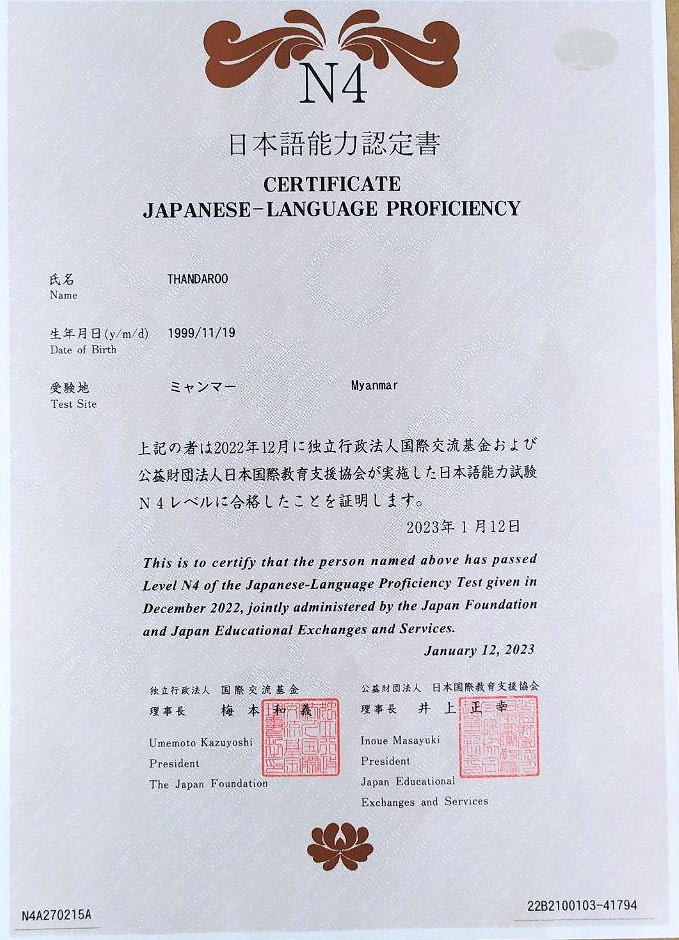 N4
日本語能力認定書
CERTIFICATE
JAPANESE-LANGUAGE PROFICIENCY
氏名 THANDAROO
Name
生年月日(y/m/d) 1999/11/19
Date of Birth
受験地 ミャンマー Myanmar
Test Site
上記の者は2022年12月に独立行政法人国際交流基金および
公益財団法人日本国際教育支援協会が実施した日本語能力試験
N4レベルに合格したことを証明します。
2023年1月12日
This is to certify that the person named above has passed
Level N4 of the Japanese-Language Proficiency Test given in
December 2022, jointly administered by the Japan Foundation
and Japan Educational Exchanges and Services.
January 12, 2023
独立行政法人 国際交流基金
理事長 梅本和義
Umemoto Kazuyoshi
President
The Japan Foundation
公益財団法人 日本国際教育支援協会
理事長 井上正幸
Inoue Masayuki
President
Japan Educational
Exchanges and Services
N4A270215A
22B2100103-41794